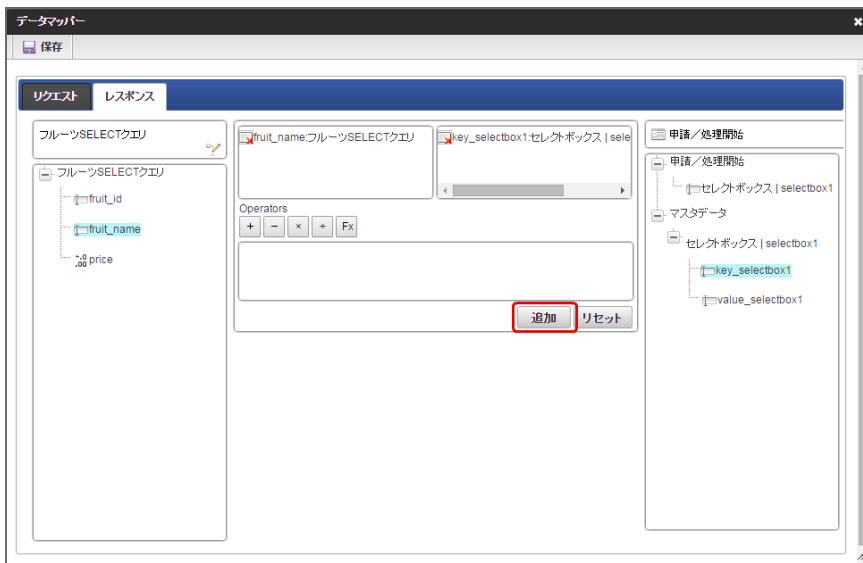 データマッパー
保存
リクエスト
レスポンス
フルーツSELECTクエリ
フルーツSELECTクエリ
fruit_id
fruit_name
price
fruit_name:フルーツSELECTクエリ
key_selectbox1:セレクトボックス | sele
Operators
+ − × ÷ Fx
追加
リセット
申請／処理開始
申請／処理開始
セレクトボックス | selectbox1
マスタデータ
セレクトボックス | selectbox1
key_selectbox1
value_selectbox1